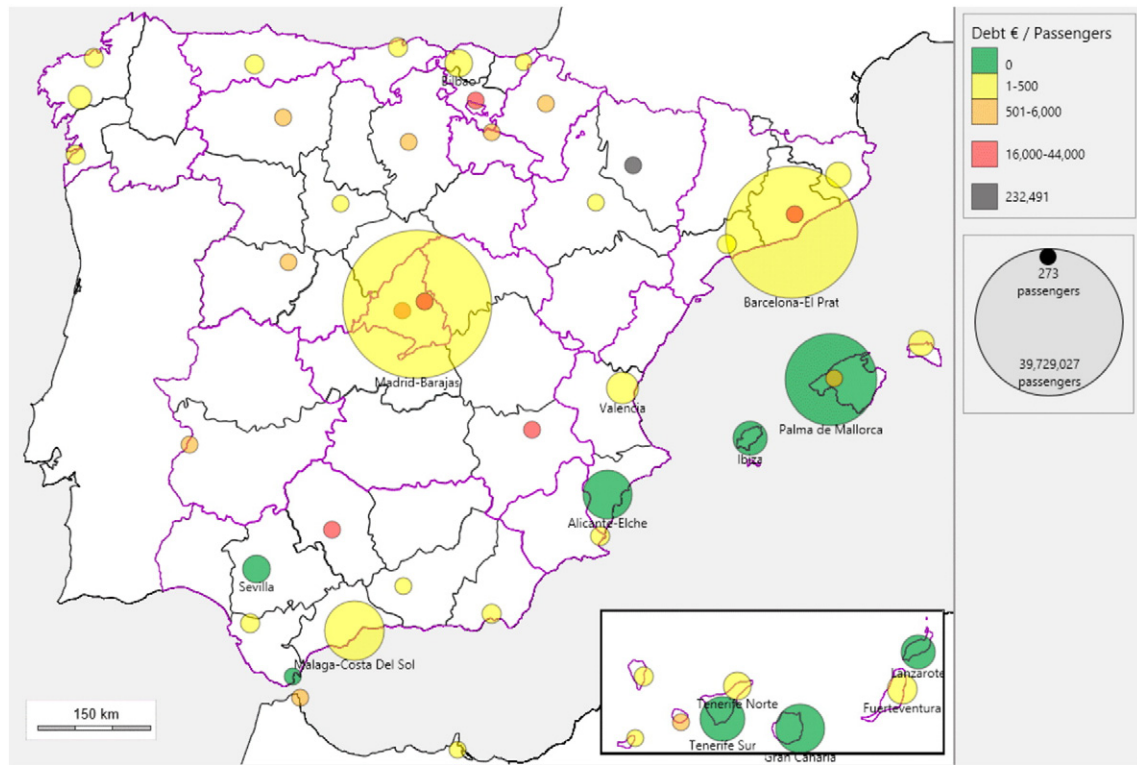 Bilbao
Barcelona-El Prat
Madrid-Barajas
Valencia
Palma de Mallorca
Ibiza
Alicante-Elche
Sevilla
Malaga-Costa Del Sol
Lanzarote
Tenerife Norte
Fuerteventura
Tenerife Sur
Gran Canaria
150 km
Debt € / Passengers
0
1-500
501-6,000
16,000-44,000
232,491
273
passengers
39,729,027
passengers